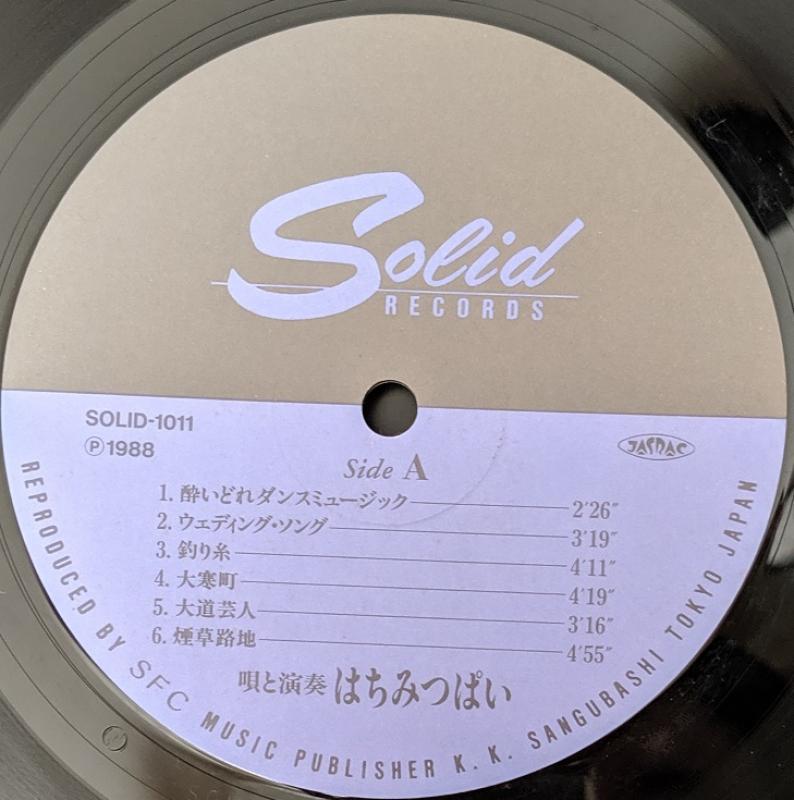 Solid
RECORDS
SOLID-1011
Ⓟ1988
JASRAC
Side A
1. 酔いどれダンスミュージック 2'26"
2. ウェディング・ソング 3'19"
3. 釣り糸 4'11"
4. 大寒町 4'19"
5. 大道芸人 3'16"
6. 煙草路地 4'55"
唄と演奏 はちみつぱい
REPRODUCED BY SFC MUSIC PUBLISHER K.K. SANGUBASHI TOKYO JAPAN